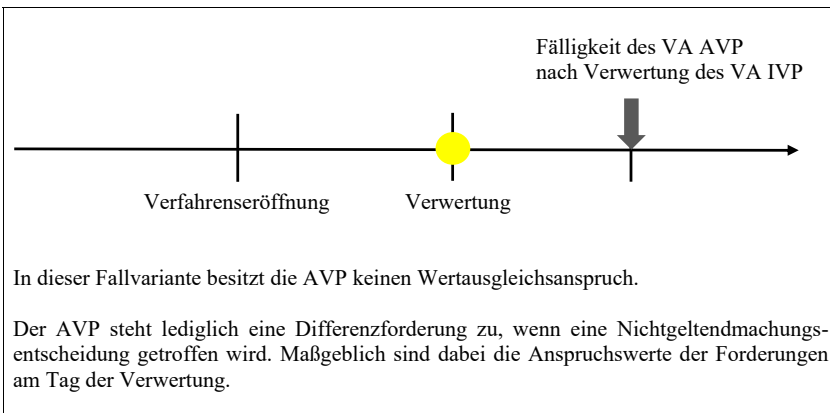 Fälligkeit des VA AVP
nach Verwertung des VA IVP
Verfahrenseröffnung
Verwertung
In dieser Fallvariante besitzt die AVP keinen Wertausgleichsanspruch.
Der AVP steht lediglich eine Differenzforderung zu, wenn eine Nichtgeltendmachungs-
entscheidung getroffen wird. Maßgeblich sind dabei die Anspruchswerte der Forderungen
am Tag der Verwertung.